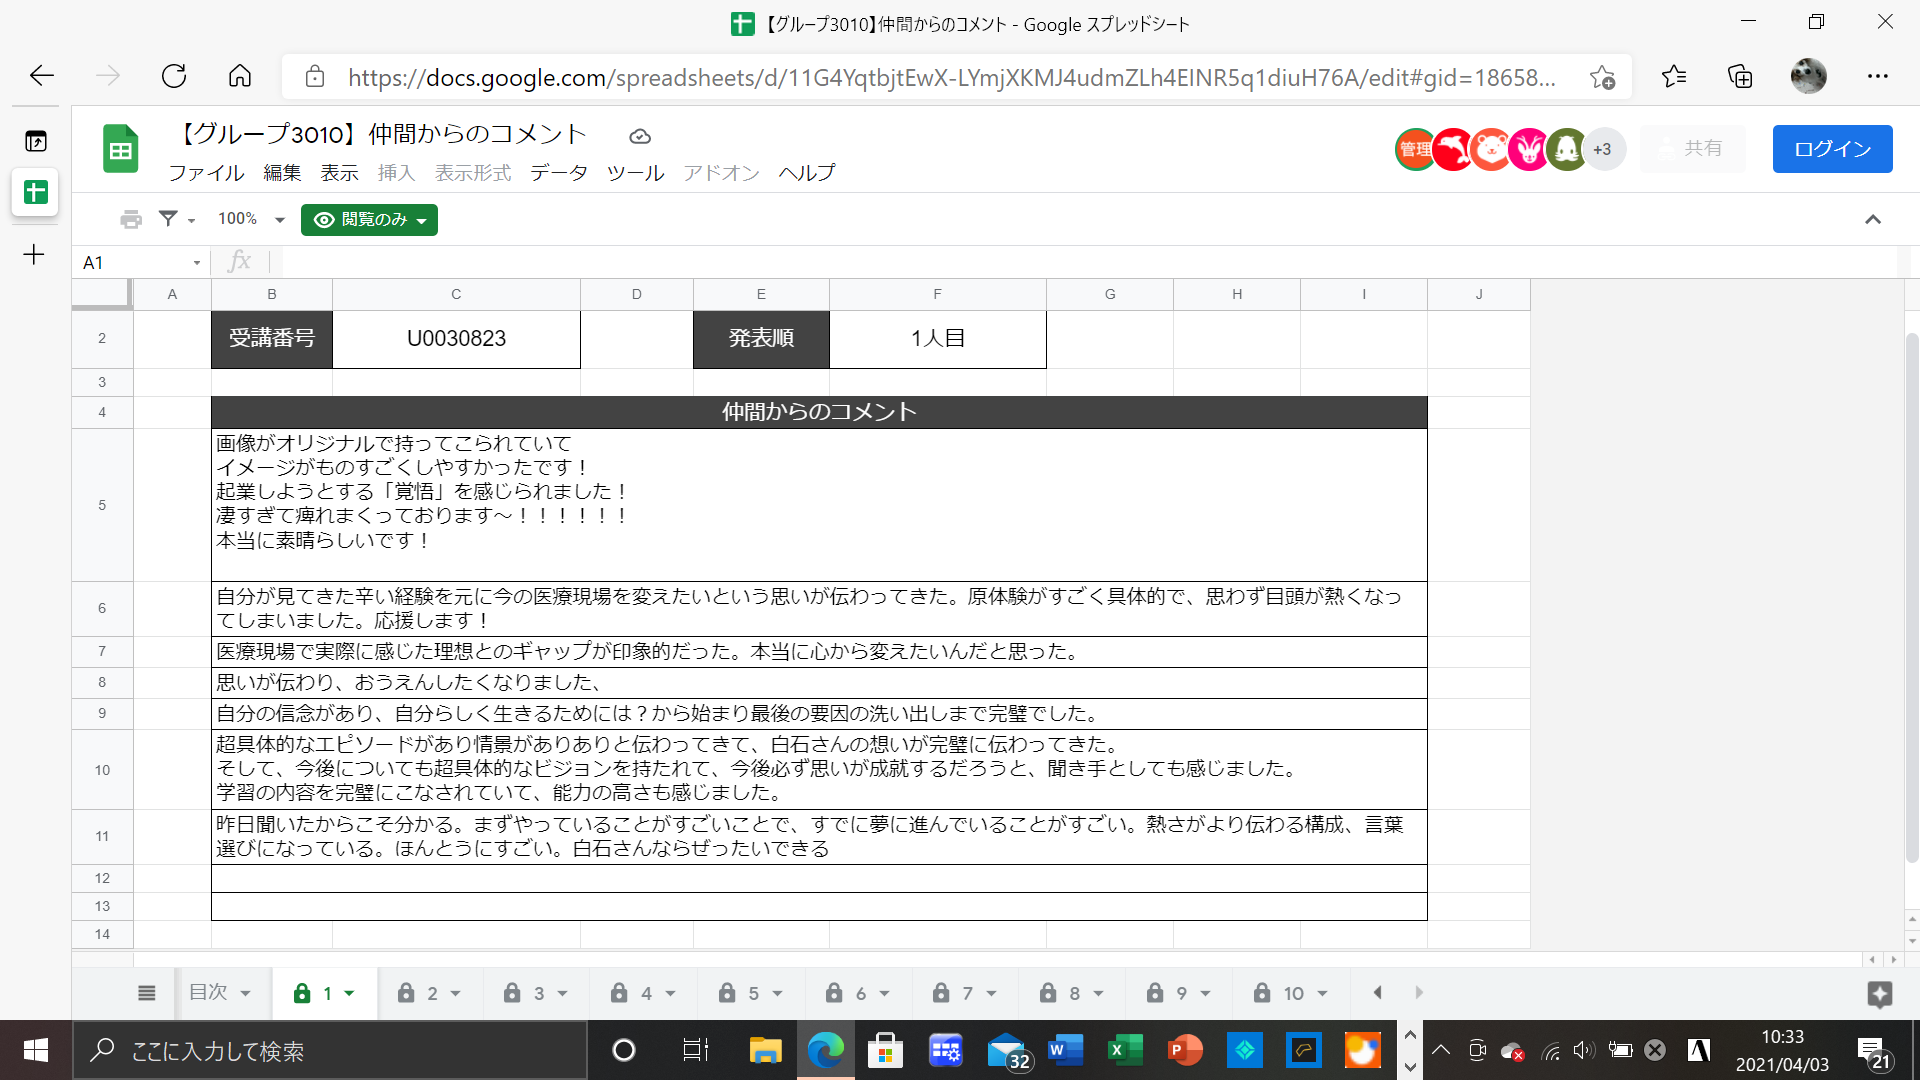 【グループ3010】仲間からのコメント - Google スプレッドシート
https://docs.google.com/spreadsheets/d/11G4YqtbjtEwX-LYmjXKMJ4udmZLh4EINR5q1diuH76A/edit#gid=18658...
【グループ3010】仲間からのコメント
管理 +3 共有 ログイン
ファイル 編集 表示 挿入 表示形式 データ ツール アドオン ヘルプ
100% 閲覧のみ
A1 fx
A B C D E F G H I J
2 受講番号 U0030823 発表順 1人目
3
4 仲間からのコメント
5 画像がオリジナルで持ってこられていて
イメージがものすごくしやすかったです！
起業しようとする「覚悟」を感じられました！
凄すぎて痺れまくっております～！！！！！！
本当に素晴らしいです！
6 自分が見てきた辛い経験を元に今の医療現場を変えたいという思いが伝わってきた。原体験がすごく具体的で、思わず目頭が熱くなっ
てしまいました。応援します！
7 医療現場で実際に感じた理想とのギャップが印象的だった。本当に心から変えたいんだと思った。
8 思いが伝わり、おうえんしたくなりました、
9 自分の信念があり、自分らしく生きるためには？から始まり最後の要因の洗い出しまで完璧でした。
10 超具体的なエピソードがあり情景がありありと伝わってきて、白石さんの想いが完璧に伝わってきた。
そして、今後についても超具体的なビジョンを持たれて、今後必ず思いが成就するだろうと、聞き手としても感じました。
学習の内容を完璧にこなされていて、能力の高さも感じました。
11 昨日聞いたからこそ分かる。まずやっていることがすごいことで、すでに夢に進んでいることがすごい。熱さがより伝わる構成、言葉
選びになっている。ほんとうにすごい。白石さんならぜったいできる
12
13
14
目次 1 2 3 4 5 6 7 8 9 10
ここに入力して検索 32 W X P A 10:33
2021/04/03 21